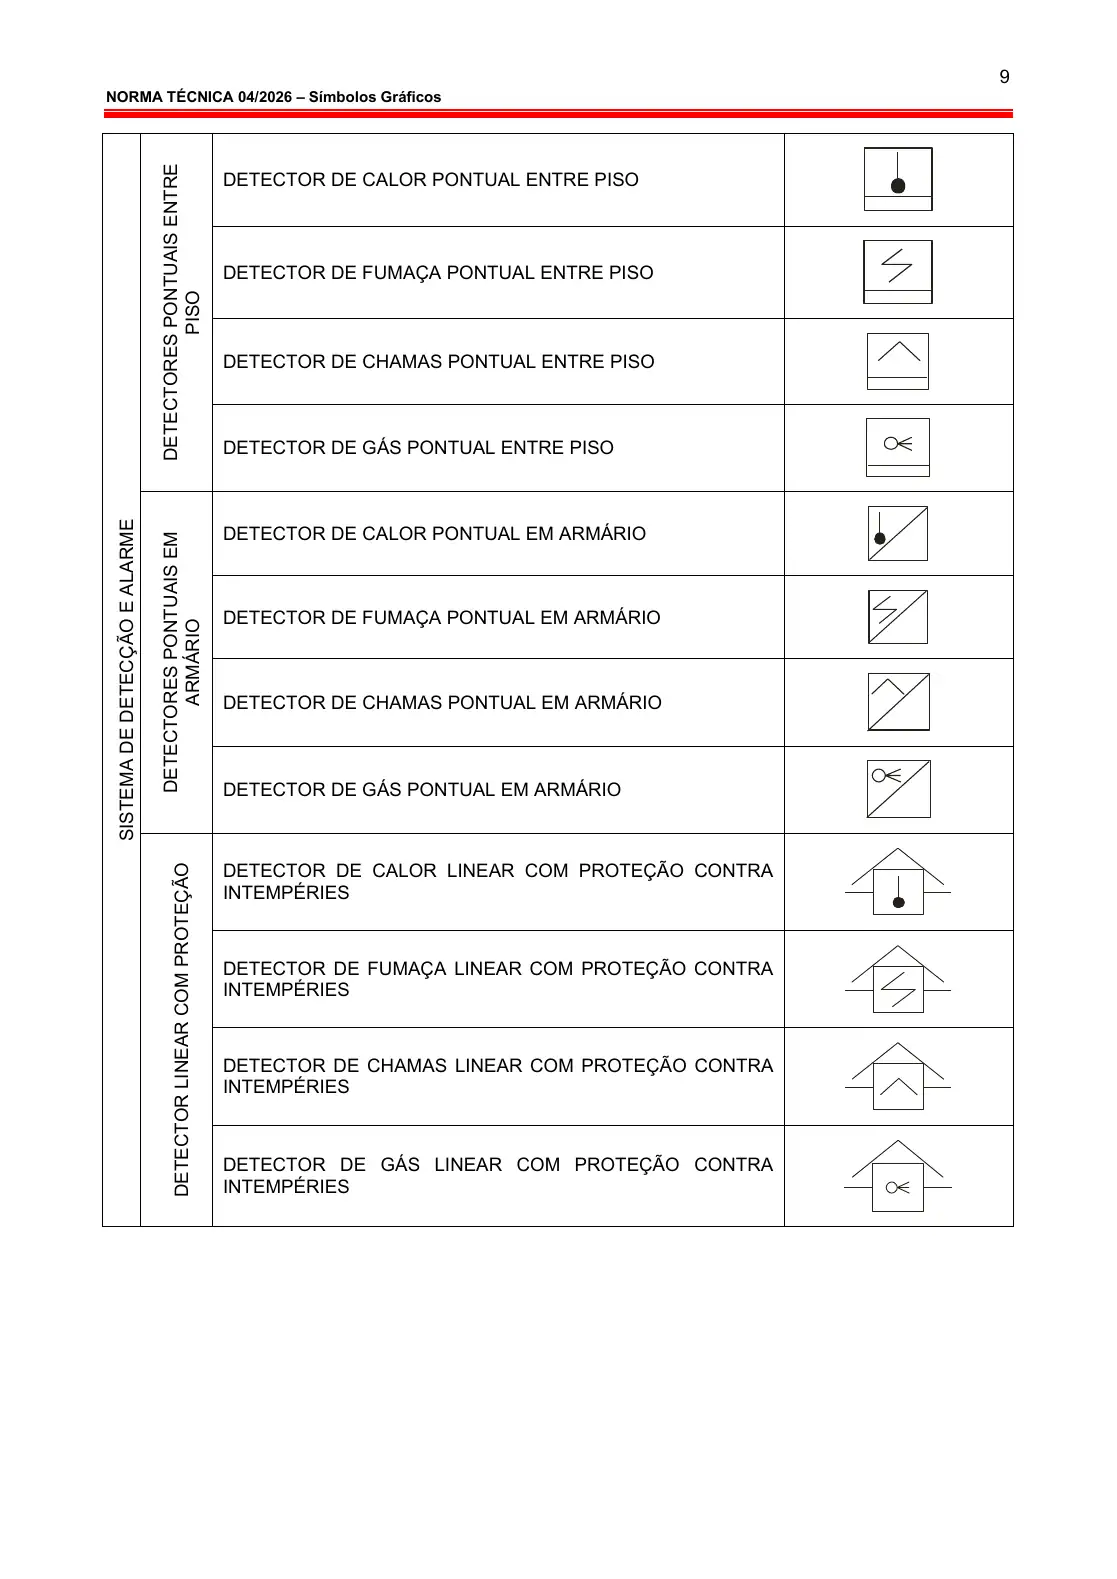 9
NORMA TÉCNICA 04/2026 – Símbolos Gráficos
SISTEMA DE DETECÇÃO E ALARME
DETECTORES PONTUAIS ENTRE
PISO
DETECTOR DE CALOR PONTUAL ENTRE PISO
DETECTOR DE FUMAÇA PONTUAL ENTRE PISO
DETECTOR DE CHAMAS PONTUAL ENTRE PISO
DETECTOR DE GÁS PONTUAL ENTRE PISO
DETECTORES PONTUAIS EM
ARMÁRIO
DETECTOR DE CALOR PONTUAL EM ARMÁRIO
DETECTOR DE FUMAÇA PONTUAL EM ARMÁRIO
DETECTOR DE CHAMAS PONTUAL EM ARMÁRIO
DETECTOR DE GÁS PONTUAL EM ARMÁRIO
DETECTOR LINEAR COM PROTEÇÃO
DETECTOR DE CALOR LINEAR COM PROTEÇÃO CONTRA
INTEMPÉRIES
DETECTOR DE FUMAÇA LINEAR COM PROTEÇÃO CONTRA
INTEMPÉRIES
DETECTOR DE CHAMAS LINEAR COM PROTEÇÃO CONTRA
INTEMPÉRIES
DETECTOR DE GÁS LINEAR COM PROTEÇÃO CONTRA
INTEMPÉRIES